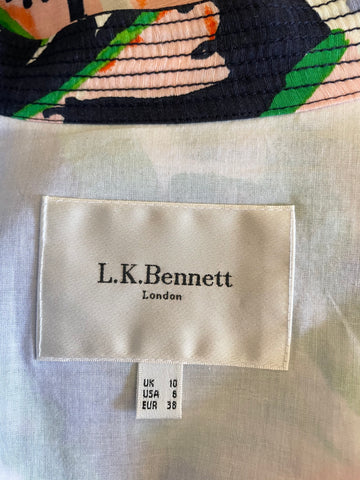 L.K.Bennett
London
UK 10
USA 6
EUR 38